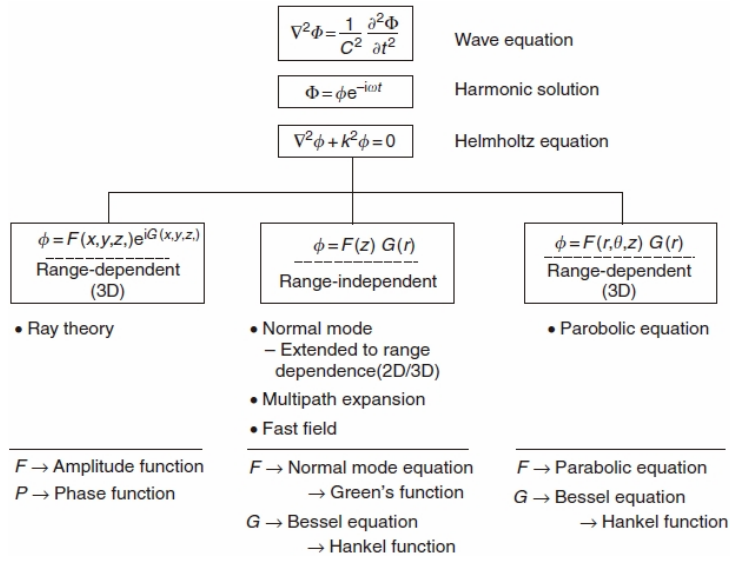 ∇²Φ = 1/C² ∂²Φ/∂t²
Wave equation
Φ = ϕe^−iωt
Harmonic solution
∇²ϕ + k²ϕ = 0
Helmholtz equation
ϕ = F(x,y,z,)e^iG(x,y,z,)
Range-dependent
(3D)
• Ray theory
F → Amplitude function
P → Phase function
ϕ = F(z) G(r)
Range-independent
• Normal mode
– Extended to range
dependence(2D/3D)
• Multipath expansion
• Fast field
F → Normal mode equation
→ Green's function
G → Bessel equation
→ Hankel function
ϕ = F(r,θ,z) G(r)
Range-dependent
(3D)
• Parobolic equation
F → Parabolic equation
G → Bessel equation
→ Hankel function